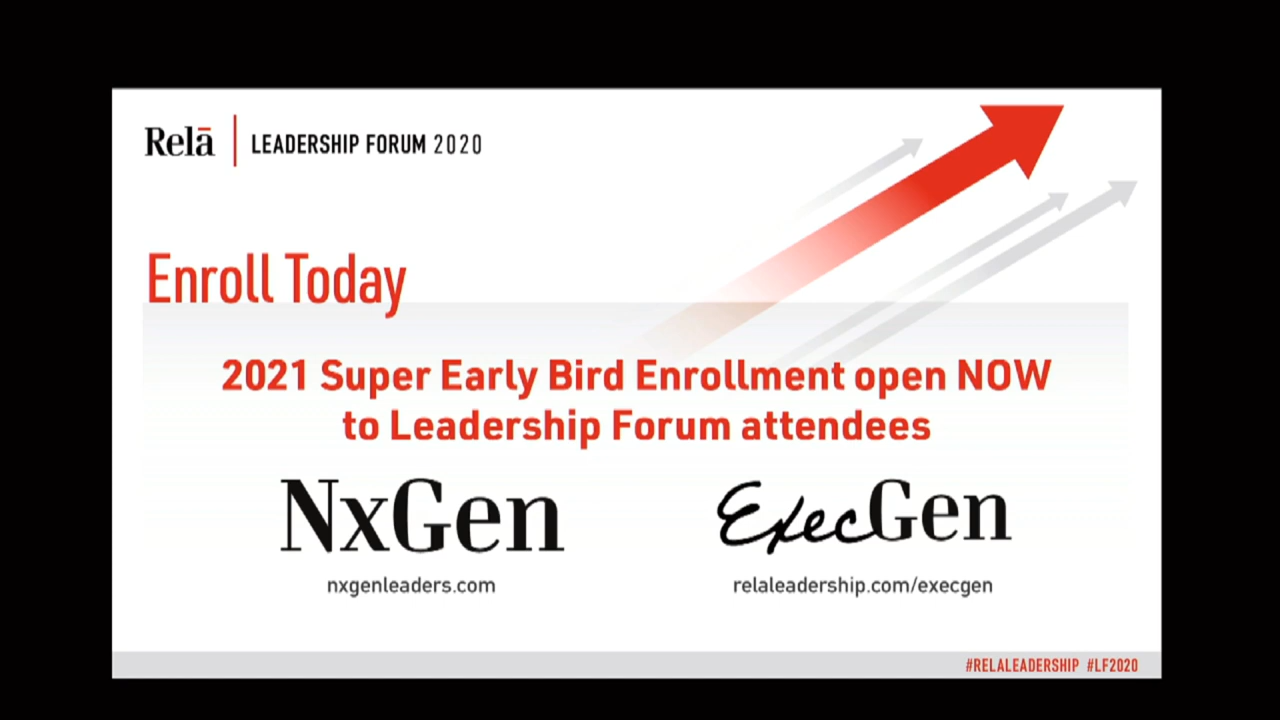 Relā | LEADERSHIP FORUM 2020
Enroll Today
2021 Super Early Bird Enrollment open NOW
to Leadership Forum attendees
NxGen
nxgenleaders.com
ExecGen
relaleadership.com/execgen
#RELALEADERSHIP #LF2020